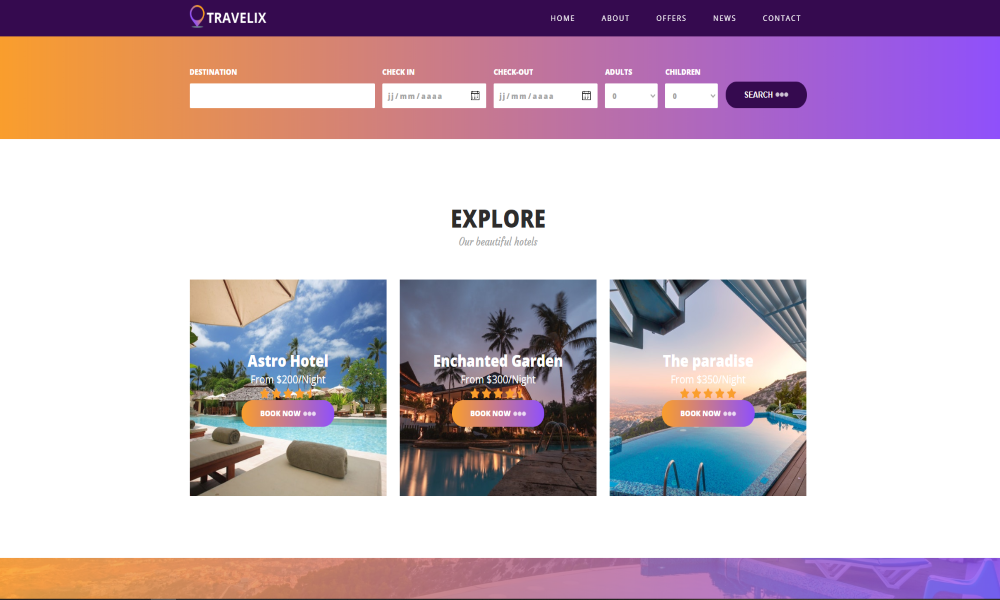 TRAVELIX
HOME ABOUT OFFERS NEWS CONTACT
DESTINATION CHECK IN CHECK-OUT ADULTS CHILDREN
jj/mm/aaaa jj/mm/aaaa 0 0 SEARCH
EXPLORE
Our beautiful hotels
Astro Hotel
From $200/Night
BOOK NOW
Enchanted Garden
From $300/Night
BOOK NOW
The paradise
From $350/Night
BOOK NOW